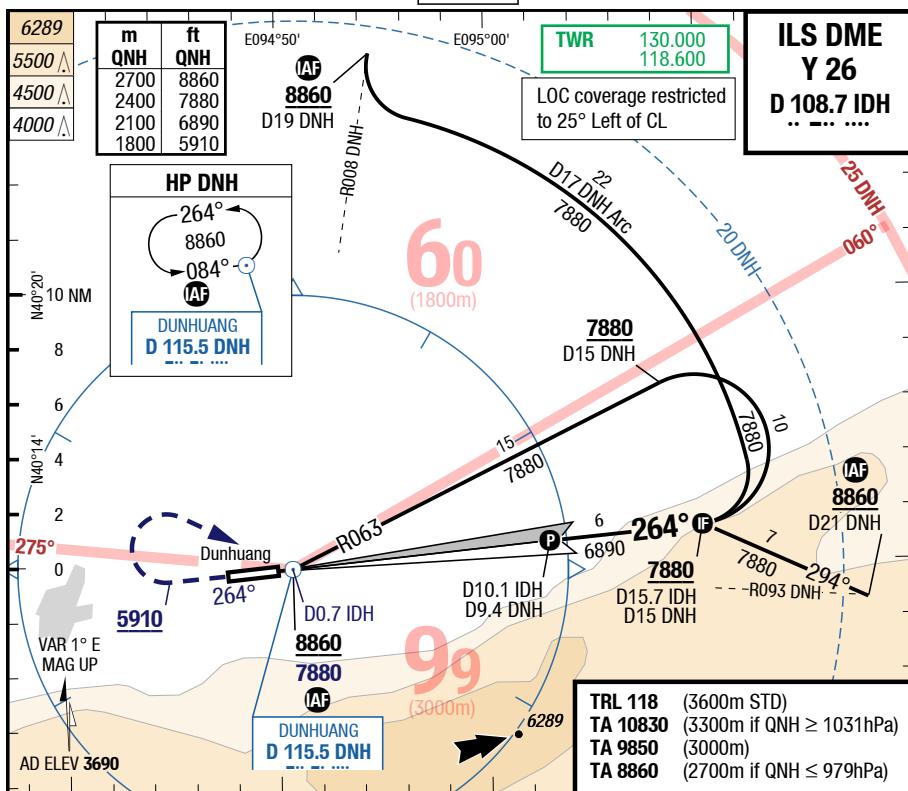 6289
5500
4500
4000
m ft
QNH QNH
2700 8860
2400 7880
2100 6890
1800 5910
E094°50'
E095°00'
IAF
8860
D19 DNH
R008 DNH
TWR 130.000
118.600
LOC coverage restricted
to 25° Left of CL
ILS DME
Y 26
D 108.7 IDH
HP DNH
264°
8860
084°
IAF
DUNHUANG
D 115.5 DNH
22
D17 DNH Arc
7880
25 DNH
20 DNH
060°
60
(1800m)
N40°20'
10 NM
8
6
N40°14'
4
2
0
7880
D15 DNH
15
7880
R063
10
7880
IAF
8860
D21 DNH
275°
Dunhuang
264°
5910
D0.7 IDH
P
6
6890
264°
IF
D10.1 IDH
D9.4 DNH
7880
D15.7 IDH
D15 DNH
7
7880
294°
R093 DNH
8860
7880
IAF
DUNHUANG
D 115.5 DNH
99
(3000m)
6289
VAR 1° E
MAG UP
AD ELEV 3690
TRL 118 (3600m STD)
TA 10830 (3300m if QNH ≥ 1031hPa)
TA 9850 (3000m)
TA 8860 (2700m if QNH ≤ 979hPa)